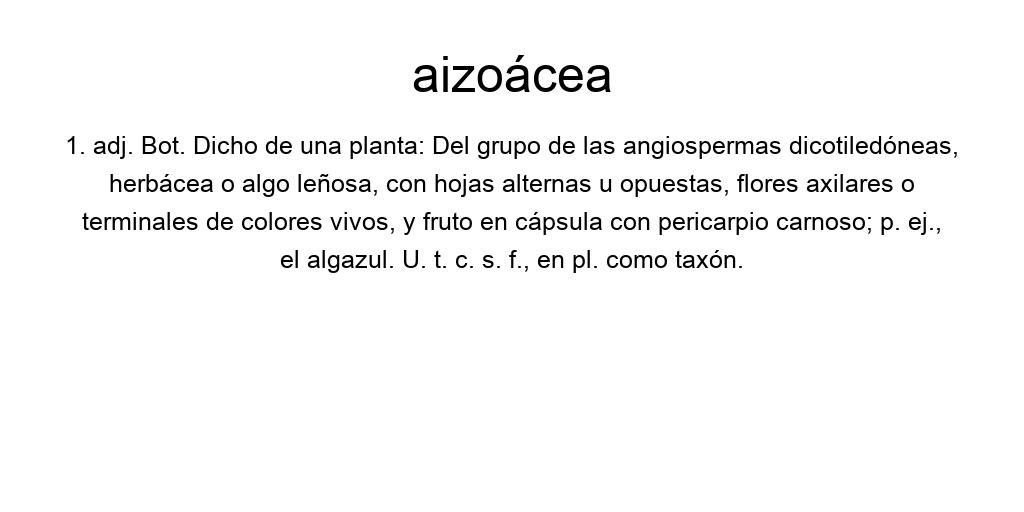 aizoácea
1. adj. Bot. Dicho de una planta: Del grupo de las angiospermas dicotiledóneas,
herbácea o algo leñosa, con hojas alternas u opuestas, flores axilares o
terminales de colores vivos, y fruto en cápsula con pericarpio carnoso; p. ej.,
el algazul. U. t. c. s. f., en pl. como taxón.